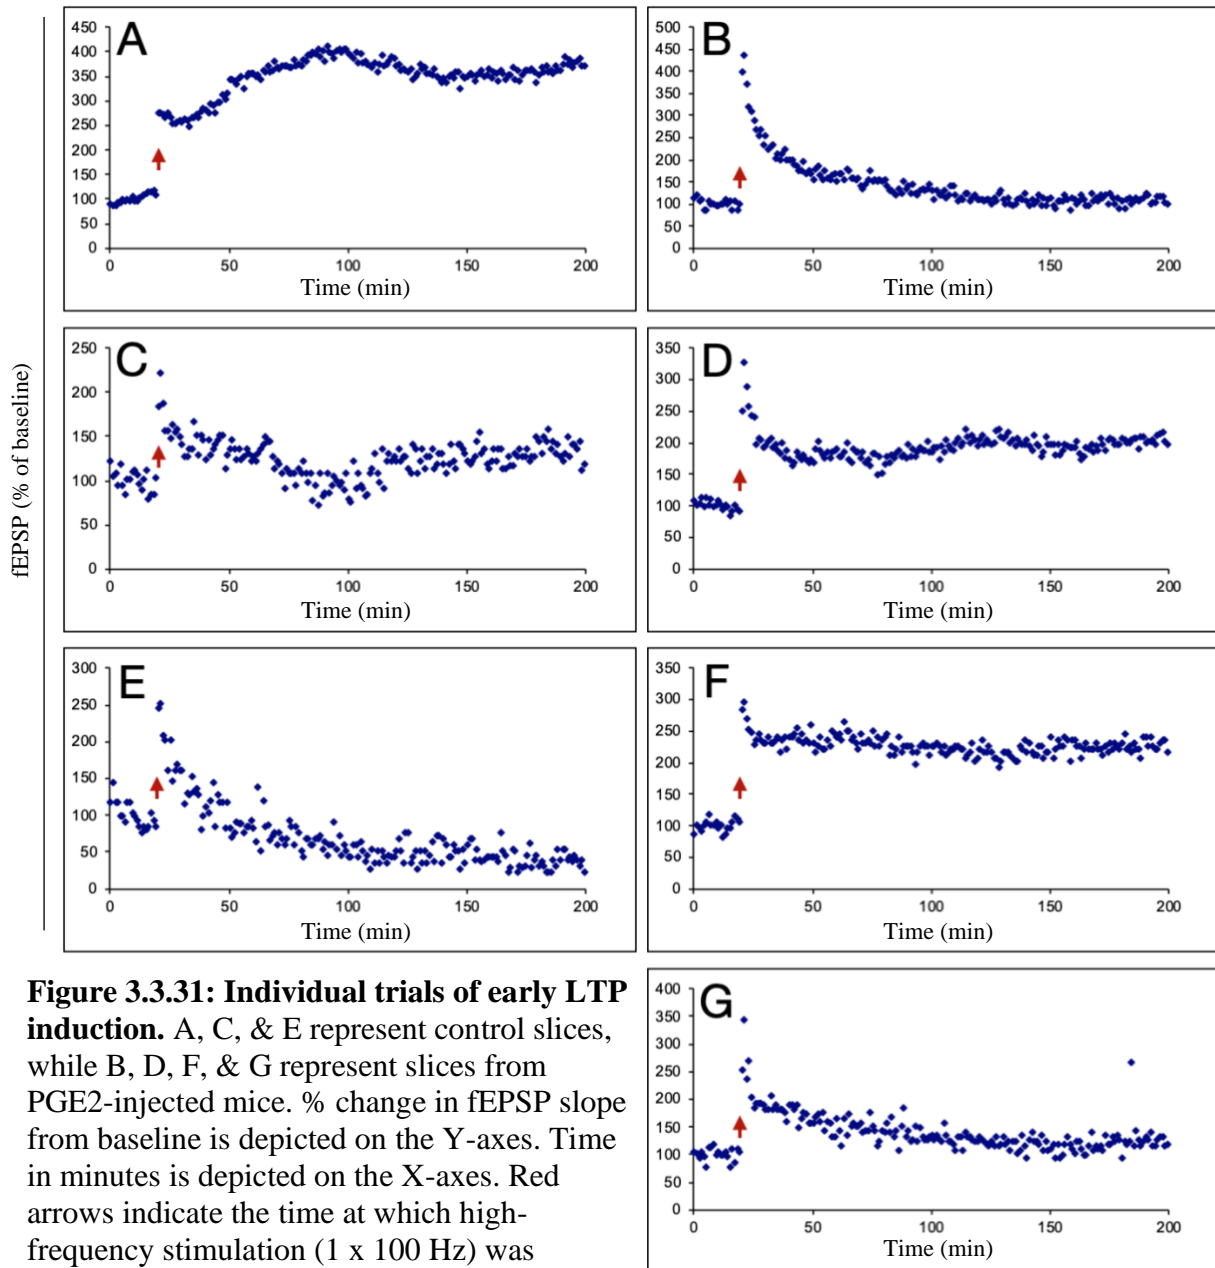 fEPSP (% of baseline)
A
450
400
350
300
250
200
150
100
50
0
0 50 100 150 200
Time (min)
B
500
450
400
350
300
250
200
150
100
50
0
0 50 100 150 200
Time (min)
C
250
200
150
100
50
0
0 50 100 150 200
Time (min)
D
350
300
250
200
150
100
50
0
0 50 100 150 200
Time (min)
E
300
250
200
150
100
50
0
0 50 100 150 200
Time (min)
F
350
300
250
200
150
100
50
0
0 50 100 150 200
Time (min)
Figure 3.3.31: Individual trials of early LTP
induction. A, C, & E represent control slices,
while B, D, F, & G represent slices from
PGE2-injected mice. % change in fEPSP slope
from baseline is depicted on the Y-axes. Time
in minutes is depicted on the X-axes. Red
arrows indicate the time at which high-
frequency stimulation (1 x 100 Hz) was
G
400
350
300
250
200
150
100
50
0
50 100 150 200
Time (min)